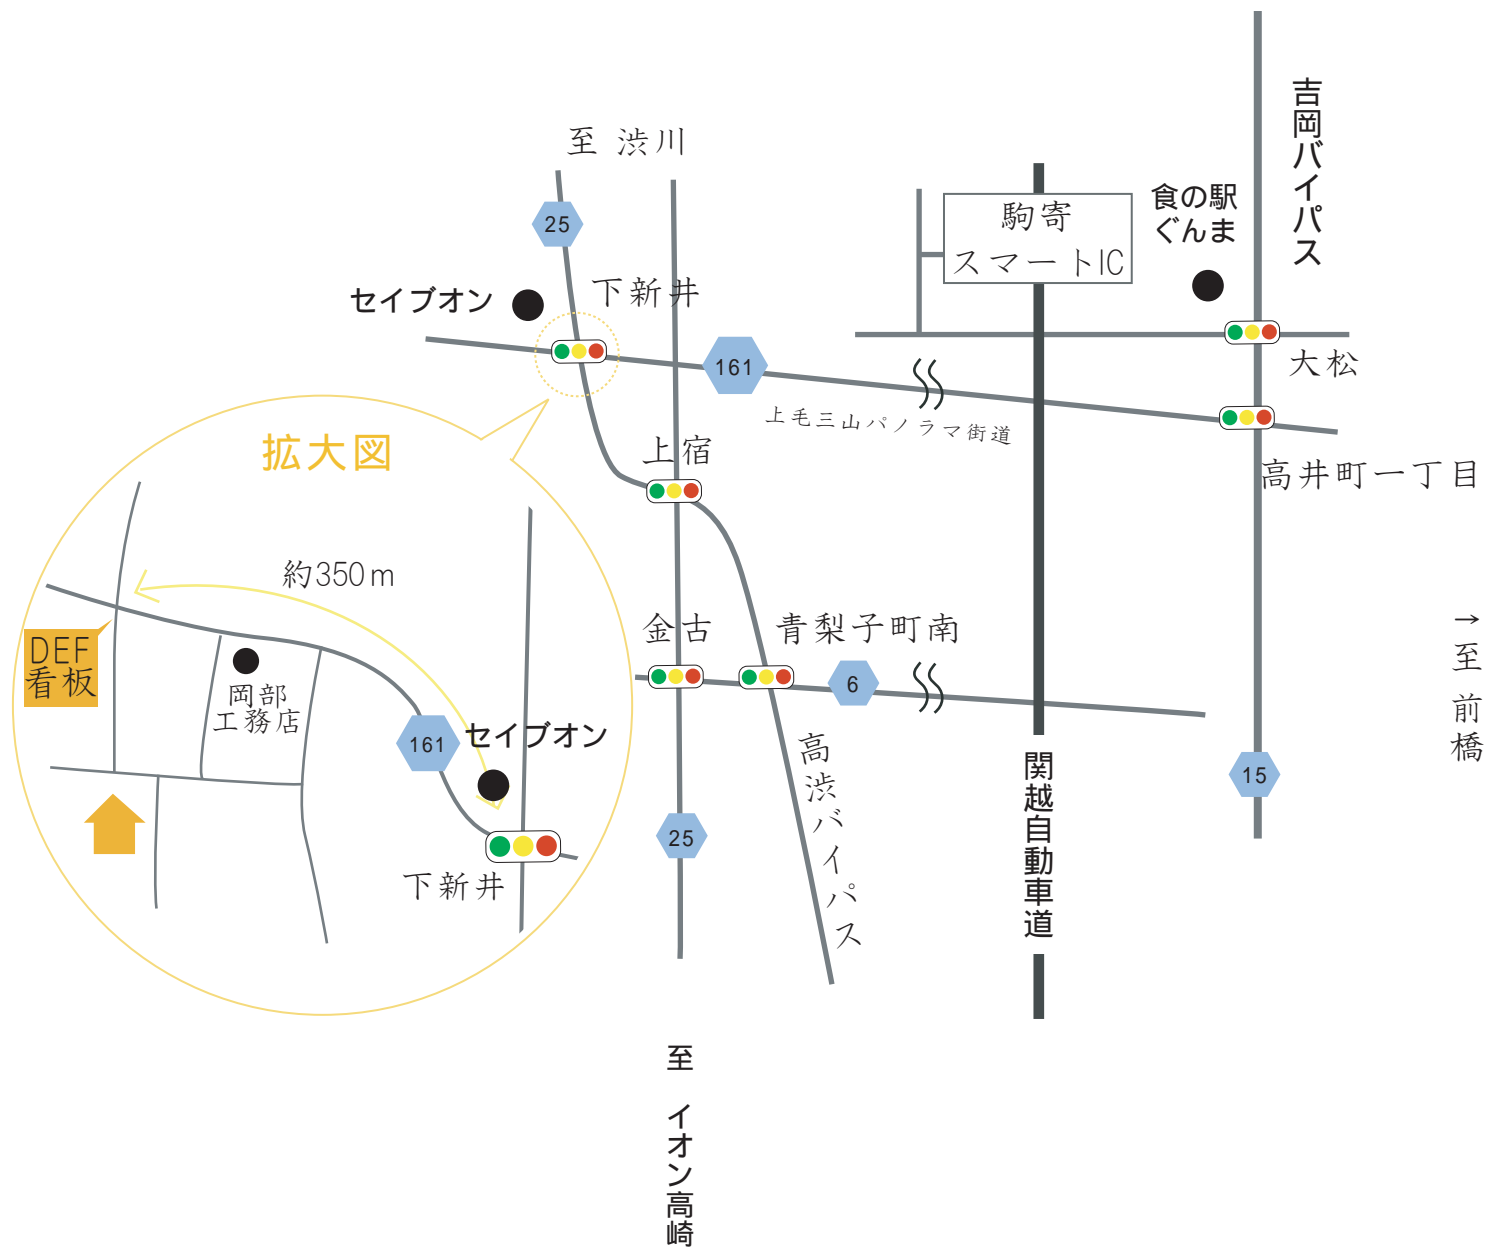 吉岡バイパス
至 渋川
食の駅
ぐんま
駒寄
スマートIC
25
下新井
セイブオン
161
大松
上毛三山パノラマ街道
高井町一丁目
上宿
拡大図
約350m
金古
青梨子町南
6
→至 前橋
DEF
看板
岡部
工務店
161
セイブオン
下新井
高渋バイパス
関越自動車道
15
25
至 イオン高崎